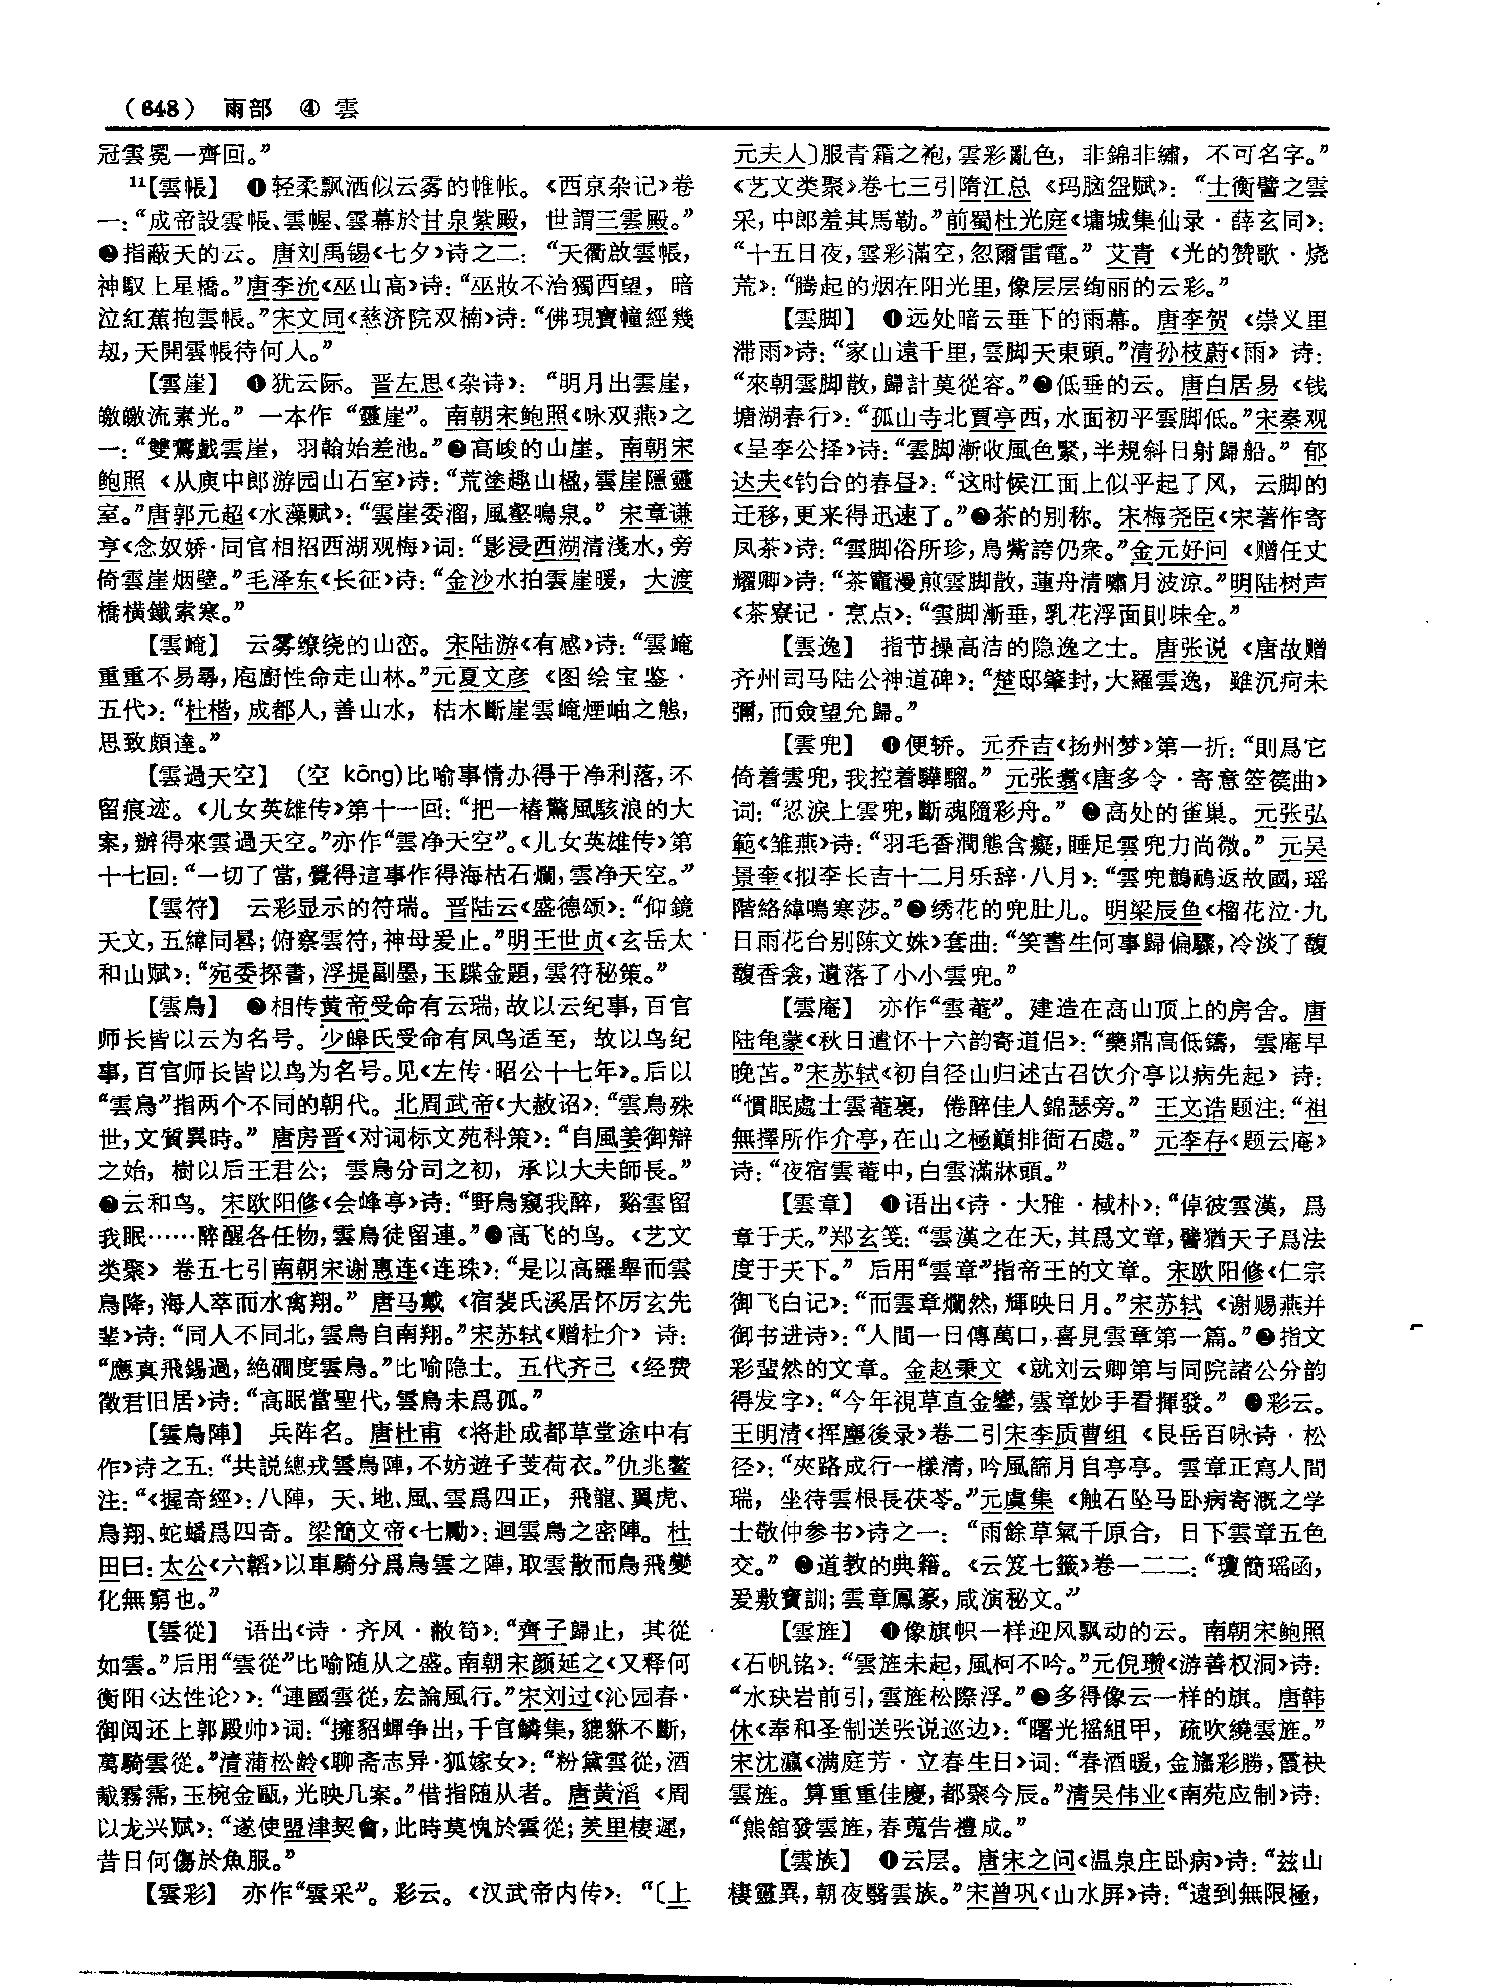 (648) 雨部 ④ 雲
冠雲冕一齊回。”
11【雲帳】 ❶轻柔飘洒似云雾的帷帐。《西京杂记》卷
一：“成帝設雲帳、雲幄、雲幕於甘泉紫殿，世謂三雲殿。”
❷指蔽天的云。唐刘禹锡《七夕》诗之二：“天衢啟雲帳，
神馭上星橋。”唐李沇《巫山高》诗：“巫妝不治獨西望，暗
泣紅蕉抱雲帳。”宋文同《慈济院双楠》诗：“佛現寶幢經幾
劫，天開雲帳待何人。”
【雲崖】 ❶犹云际。晋左思《杂诗》：“明月出雲崖，
皦皦流素光。”一本作“靈崖”。南朝宋鲍照《咏双燕》之
一：“雙鷰戲雲崖，羽翰始差池。”❷高峻的山崖。南朝宋
鲍照《从庾中郎游园山石室》诗：“荒塗趣山楹，雲崖隱靈
室。”唐郭元超《水藻赋》：“雲崖委溜，風壑鳴泉。”宋章谦
亨《念奴娇·同官相招西湖观梅》词：“影浸西湖清淺水，旁
倚雲崖烟壁。”毛泽东《长征》诗：“金沙水拍雲崖暖，大渡
橋橫鐵索寒。”
【雲崦】 云雾缭绕的山峦。宋陆游《有感》诗：“雲崦
重重不易尋，庖廚性命走山林。”元夏文彦《图绘宝鉴·
五代》：“杜楷，成都人，善山水，枯木斷崖雲崦煙岫之態，
思致頗達。”
【雲過天空】 （空 kōng）比喻事情办得干净利落，不
留痕迹。《儿女英雄传》第十一回：“把一樁驚風駭浪的大
案，辦得來雲過天空。”亦作“雲净天空”。《儿女英雄传》第
十七回：“一切了當，覺得這事作得海枯石爛，雲净天空。”
【雲符】 云彩显示的符瑞。晋陆云《盛德颂》：“仰鏡
天文，五緯同晷；俯察雲符，神母爰止。”明王世贞《玄岳太
和山赋》：“宛委探書，浮提副墨，玉牒金題，雲符秘策。”
【雲鳥】 ❶相传黄帝受命有云瑞，故以云纪事，百官
师长皆以云为名号。少皞氏受命有凤鸟适至，故以鸟纪
事，百官师长皆以鸟为名号。见《左传·昭公十七年》。后以
“雲鳥”指两个不同的朝代。北周武帝《大赦诏》：“雲鳥殊
世，文質異時。”唐房晋《对词标文苑科策》：“自風姜御辯
之始，樹以后王君公；雲鳥分司之初，承以大夫師長。”
❷云和鸟。宋欧阳修《会峰亭》诗：“野鳥窺我醉，谿雲留
我眠……醉醒各任物，雲鳥徒留連。”❸高飞的鸟。《艺文
类聚》卷五七引南朝宋谢惠连《连珠》：“是以高羅舉而雲
鳥降，海人萃而水禽翔。”唐马戴《宿裴氏溪居怀厉玄先
辈》诗：“同人不同北，雲鳥自南翔。”宋苏轼《赠杜介》诗：
“應真飛錫過，絶澗度雲鳥。”比喻隐士。五代齐己《经费
徵君旧居》诗：“高眠當聖代，雲鳥未爲孤。”
【雲鳥陣】 兵阵名。唐杜甫《将赴成都草堂途中有
作》诗之五：“共説總戎雲鳥陣，不妨遊子芰荷衣。”仇兆鳌
注：“《握奇經》：八陣，天、地、風、雲爲四正，飛龍、翼虎、
鳥翔、蛇蟠爲四奇。梁簡文帝《七勵》：迴雲鳥之密陣。杜
田曰：太公《六韜》以車騎分爲鳥雲之陣，取雲散而鳥飛變
化無窮也。”
【雲從】 语出《诗·齐风·敝笱》：“齊子歸止，其從
如雲。”后用“雲從”比喻随从之盛。南朝宋颜延之《又释何
衡阳〈达性论〉》：“連國雲從，宏論風行。”宋刘过《沁园春·
御阅还上郭殿帅》词：“擁貂蟬争出，千官鱗集，貔貅不斷，
萬騎雲從。”清蒲松龄《聊斋志异·狐嫁女》：“粉黛雲從，酒
胾霧霈，玉椀金甌，光映几案。”借指随从者。唐黄滔《周
以龙兴赋》：“遂使盟津契會，此時莫愧於雲從；羑里棲遲，
昔日何傷於魚服。”
【雲彩】 亦作“雲采”。彩云。《汉武帝内传》：“〔上
元夫人〕服青霜之袍，雲彩亂色，非錦非繡，不可名字。”
《艺文类聚》卷七三引隋江总《玛脑盌赋》：“士衡譬之雲
采，中郎羞其馬勒。”前蜀杜光庭《墉城集仙录·薛玄同》：
“十五日夜，雲彩滿空，忽爾雷電。”艾青《光的赞歌·烧
荒》：“腾起的烟在阳光里，像层层绚丽的云彩。”
【雲脚】 ❶远处暗云垂下的雨幕。唐李贺《崇义里
滞雨》诗：“家山遠千里，雲脚天東頭。”清孙枝蔚《雨》诗：
“來朝雲脚散，歸計莫從容。”❷低垂的云。唐白居易《钱
塘湖春行》：“孤山寺北賈亭西，水面初平雲脚低。”宋秦观
《呈李公择》诗：“雲脚漸收風色緊，半規斜日射歸船。”郁
达夫《钓台的春昼》：“这时候江面上似乎起了风，云脚的
迁移，更来得迅速了。”❸茶的别称。宋梅尧臣《宋著作寄
凤茶》诗：“雲脚俗所珍，鳥觜誇仍衆。”金元好问《赠任丈
耀卿》诗：“茶竈漫煎雲脚散，蓮舟清嘯月波涼。”明陆树声
《茶寮记·烹点》：“雲脚漸垂，乳花浮面則味全。”
【雲逸】 指节操高洁的隐逸之士。唐张说《唐故赠
齐州司马陆公神道碑》：“楚邸肇封，大羅雲逸，雖沉疴未
彌，而僉望允歸。”
【雲兜】 ❶便轿。元乔吉《扬州梦》第一折：“則爲它
倚着雲兜，我控着驊騮。”元张翥《唐多令·寄意箜篌曲》
词：“忍淚上雲兜，斷魂隨彩舟。”❷高处的雀巢。元张弘
範《雏燕》诗：“羽毛香潤態含癡，睡足雲兜力尚微。”元吴
景奎《拟李长吉十二月乐辞·八月》：“雲兜鷾鴯返故國，瑶
階絡緯鳴寒莎。”❸绣花的兜肚儿。明梁辰鱼《榴花泣·九
日雨花台别陈文姝》套曲：“笑書生何事歸偏驟，冷淡了馥
馥香衾，遺落了小小雲兜。”
【雲庵】 亦作“雲菴”。建造在高山顶上的房舍。唐
陆龟蒙《秋日遣怀十六韵寄道侣》：“藥鼎高低鑄，雲庵早
晚苫。”宋苏轼《初自径山归述古召饮介亭以病先起》诗：
“慣眠處士雲菴裏，倦醉佳人錦瑟旁。”王文诰题注：“祖
無擇所作介亭，在山之極巔排衙石處。”元李存《题云庵》
诗：“夜宿雲菴中，白雲滿牀頭。”
【雲章】 ❶语出《诗·大雅·棫朴》：“倬彼雲漢，爲
章于天。”郑玄笺：“雲漢之在天，其爲文章，譬猶天子爲法
度于天下。”后用“雲章”指帝王的文章。宋欧阳修《仁宗
御飞白记》：“而雲章爛然，輝映日月。”宋苏轼《谢赐燕并
御书进诗》：“人間一日傳萬口，喜見雲章第一篇。”❷指文
彩斐然的文章。金赵秉文《就刘云卿第与同院諸公分韵
得发字》：“今年視草直金鑾，雲章妙手看揮發。”❸彩云。
王明清《挥麈後录》卷二引宋李质曹组《艮岳百咏诗·松
径》：“夾路成行一樣清，吟風篩月自亭亭。雲章正寫人間
瑞，坐待雲根長茯苓。”元虞集《触石坠马卧病寄溉之学
士敬仲参书》诗之一：“雨餘草氣千原合，日下雲章五色
交。”❹道教的典籍。《云笈七籤》卷一二二：“瓊簡瑶函，
爰敷寶訓；雲章鳳篆，咸演秘文。”
【雲旌】 ❶像旗帜一样迎风飘动的云。南朝宋鲍照
《石帆铭》：“雲旌未起，風柯不吟。”元倪瓒《游善权洞》诗：
“水玦岩前引，雲旌松際浮。”❷多得像云一样的旗。唐韩
休《奉和圣制送张说巡边》：“曙光摇組甲，疏吹繞雲旌。”
宋沈瀛《满庭芳·立春生日》词：“春酒暖，金旛彩勝，霞袂
雲旌。算重重佳慶，都聚今辰。”清吴伟业《南苑应制》诗：
“熊舘發雲旌，春蒐告禮成。”
【雲族】 ❶云层。唐宋之问《温泉庄卧病》诗：“兹山
棲靈異，朝夜翳雲族。”宋曾巩《山水屏》诗：“遠到無限極，